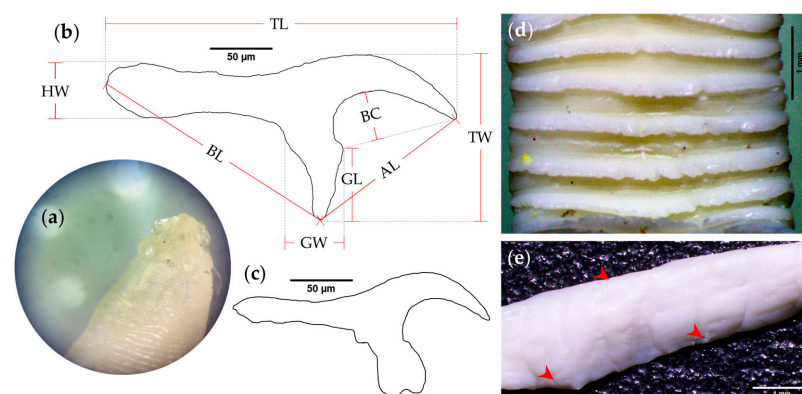 (b)
TL
50 µm
HW
BC
TW
BL
GL
AL
GW
(a)
(c)
50 µm
(d)
1 mm
(e)
1 mm